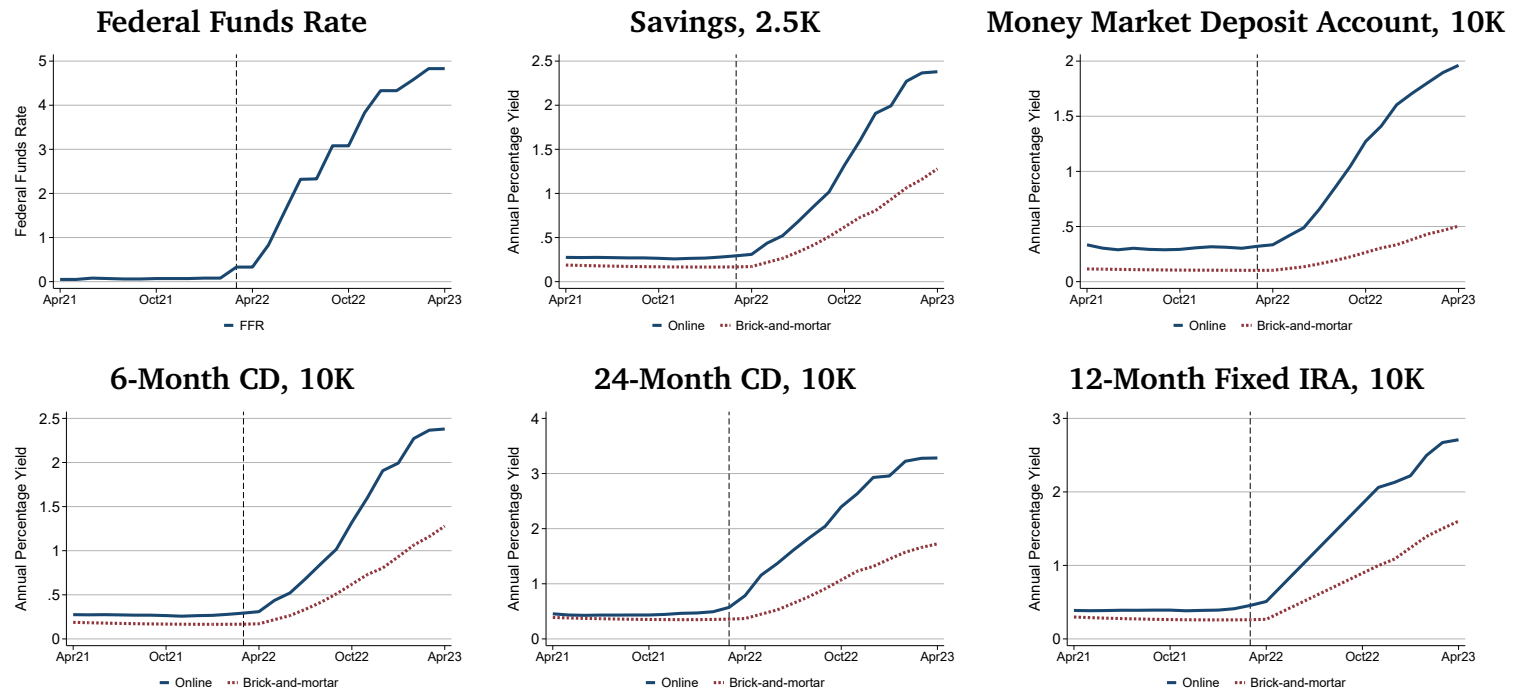 Federal Funds Rate
Federal Funds Rate
5
4
3
2
1
0
Apr21 Oct21 Apr22 Oct22 Apr23
FFR
Savings, 2.5K
Annual Percentage Yield
2.5
2
1.5
1
.5
0
Apr21 Oct21 Apr22 Oct22 Apr23
Online Brick-and-mortar
Money Market Deposit Account, 10K
Annual Percentage Yield
2
1.5
1
.5
0
Apr21 Oct21 Apr22 Oct22 Apr23
Online Brick-and-mortar
6-Month CD, 10K
Annual Percentage Yield
2.5
2
1.5
1
.5
0
Apr21 Oct21 Apr22 Oct22 Apr23
Online Brick-and-mortar
24-Month CD, 10K
Annual Percentage Yield
4
3
2
1
0
Apr21 Oct21 Apr22 Oct22 Apr23
Online Brick-and-mortar
12-Month Fixed IRA, 10K
Annual Percentage Yield
3
2
1
0
Apr21 Oct21 Apr22 Oct22 Apr23
Online Brick-and-mortar